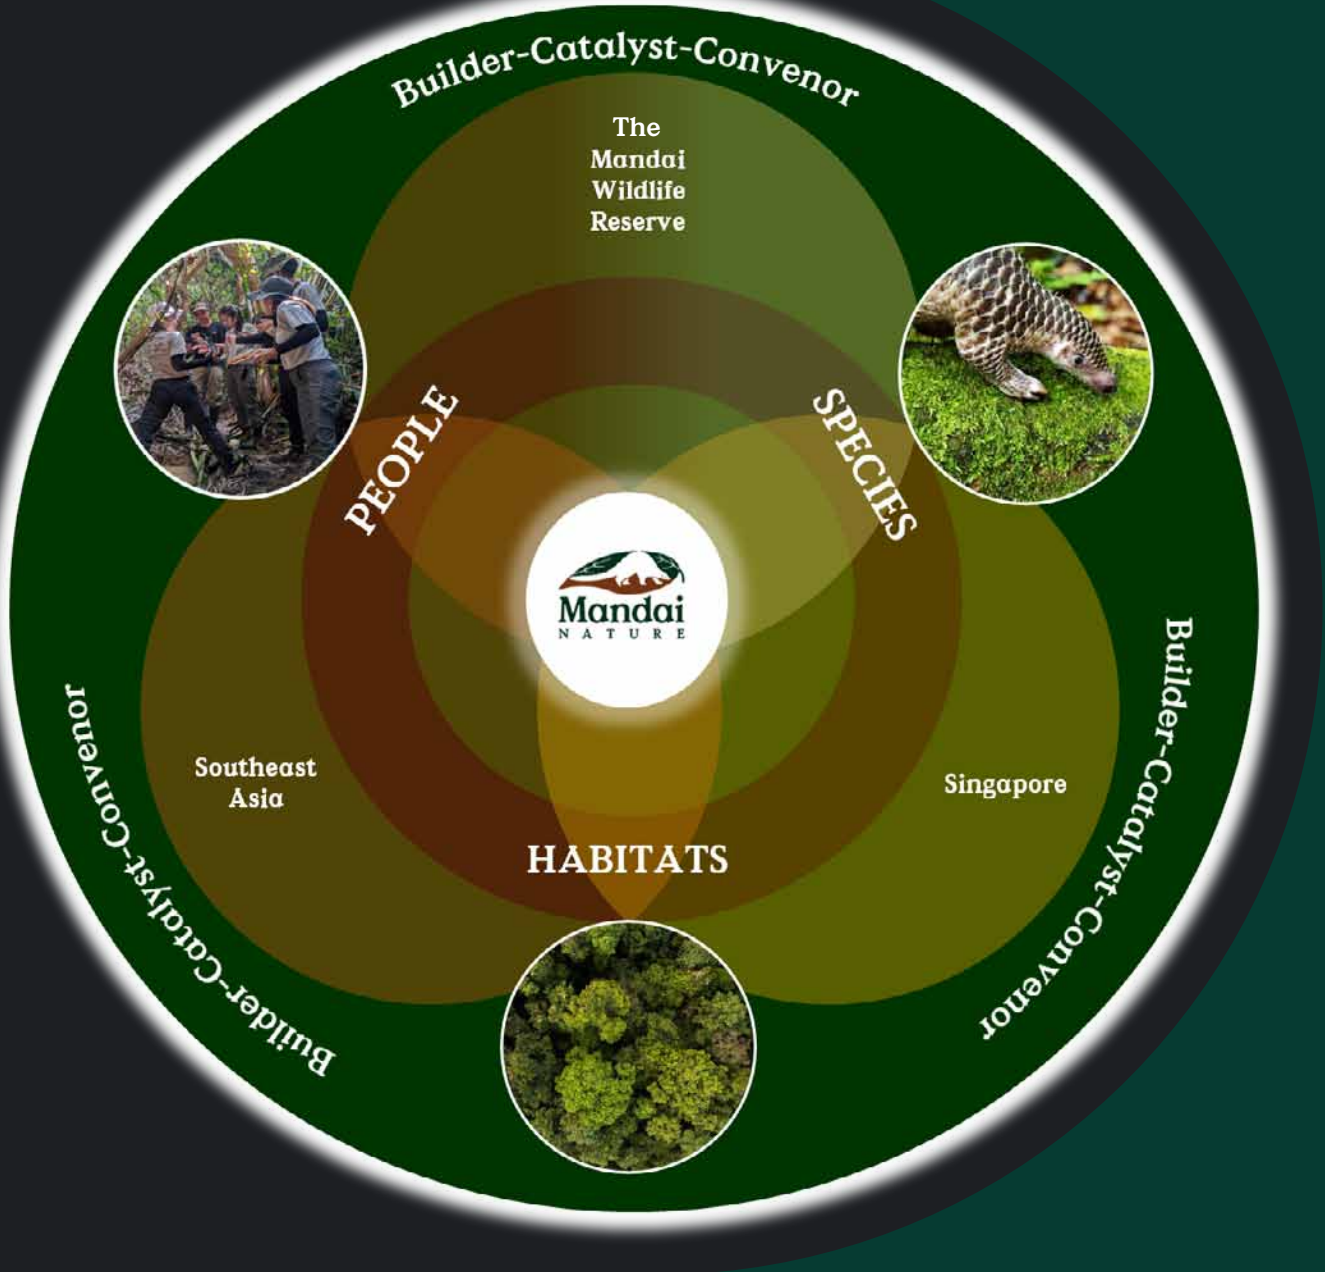 Builder-Catalyst-Convenor
The
Mandai
Wildlife
Reserve
PEOPLE
SPECIES
Mandai
NATURE
Southeast
Asia
Singapore
HABITATS
Builder-Catalyst-Convenor
Builder-Catalyst-Convenor